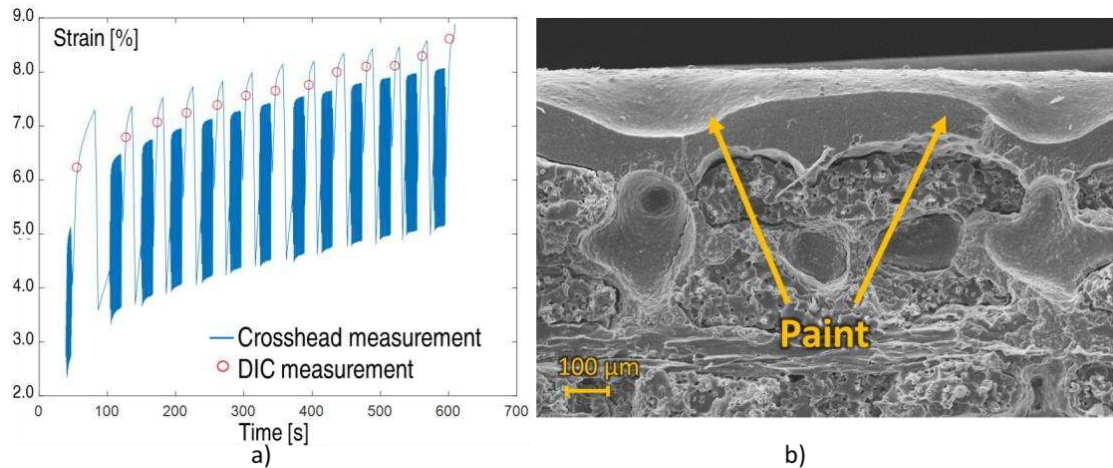 9.0
Strain [%]
8.0
7.0
6.0
5.0
4.0
3.0
2.0
0 100 200 300 400 500 600 700
Time [s]
Crosshead measurement
DIC measurement
a)
Paint
100 µm
b)